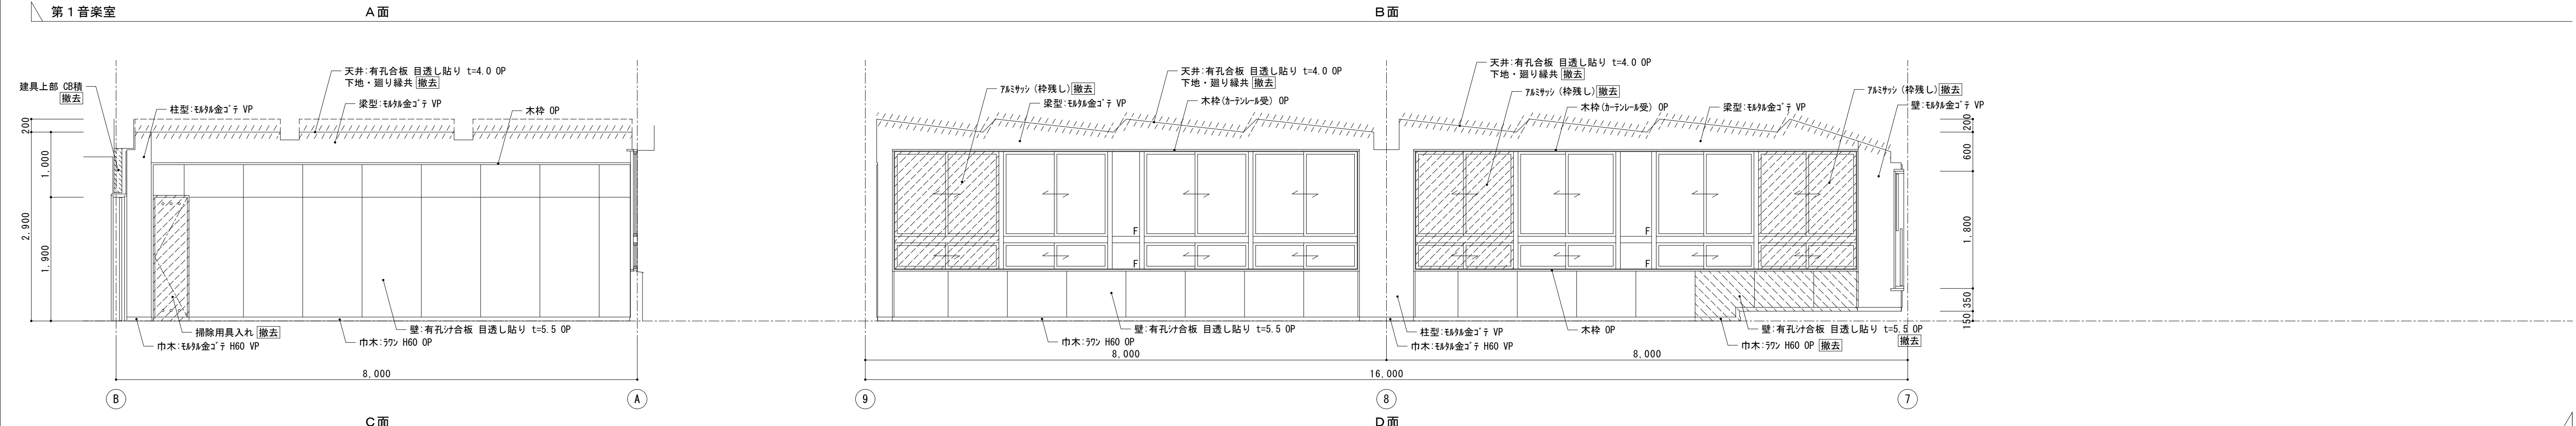 第1音楽室
A面
B面
建具上部 CB積
撤去
柱型:ﾓﾙﾀﾙ金ｺﾞﾃ VP
天井:有孔合板 目透し貼り t=4.0 OP
下地・廻り縁共 撤去
梁型:ﾓﾙﾀﾙ金ｺﾞﾃ VP
木枠 OP
200
1,000
2,900
1,900
掃除用具入れ 撤去
巾木:ﾓﾙﾀﾙ金ｺﾞﾃ H60 VP
壁:有孔ｼﾅ合板 目透し貼り t=5.5 OP
巾木:ﾗﾜﾝ H60 OP
8,000
B
A
C面
ｱﾙﾐｻｯｼ (枠残し) 撤去
梁型:ﾓﾙﾀﾙ金ｺﾞﾃ VP
天井:有孔合板 目透し貼り t=4.0 OP
下地・廻り縁共 撤去
木枠(ｶｰﾃﾝﾚｰﾙ受) OP
天井:有孔合板 目透し貼り t=4.0 OP
下地・廻り縁共 撤去
ｱﾙﾐｻｯｼ (枠残し) 撤去
木枠(ｶｰﾃﾝﾚｰﾙ受) OP
梁型:ﾓﾙﾀﾙ金ｺﾞﾃ VP
ｱﾙﾐｻｯｼ (枠残し) 撤去
壁:ﾓﾙﾀﾙ金ｺﾞﾃ VP
F
F
F
F
200
600
1,800
350
150
壁:有孔ｼﾅ合板 目透し貼り t=5.5 OP
巾木:ﾗﾜﾝ H60 OP
柱型:ﾓﾙﾀﾙ金ｺﾞﾃ VP
巾木:ﾓﾙﾀﾙ金ｺﾞﾃ H60 VP
木枠 OP
壁:有孔ｼﾅ合板 目透し貼り t=5.5 OP
撤去
巾木:ﾗﾜﾝ H60 OP 撤去
8,000
8,000
16,000
9
8
7
D面